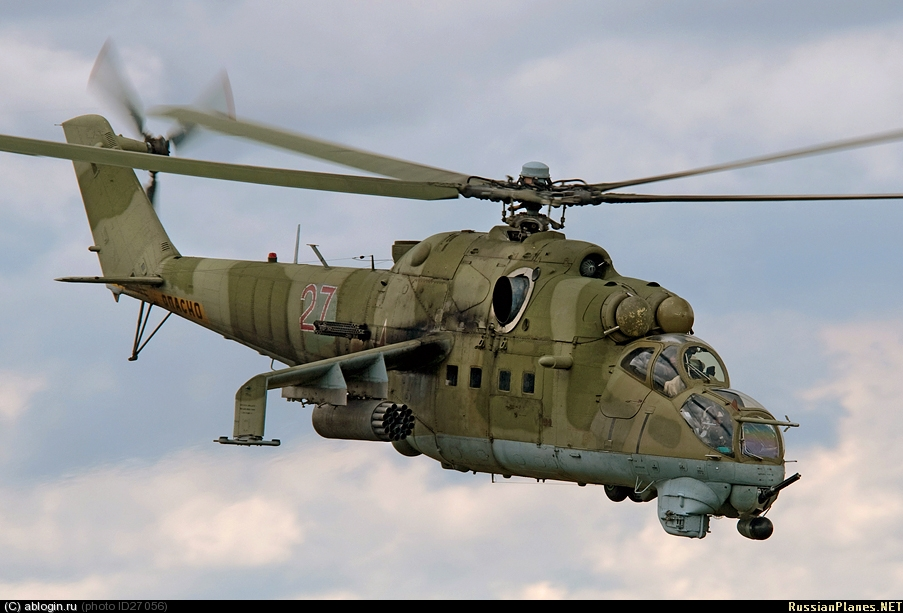 ОПАСНО
27
(C) ablogin.ru (photo ID27056)
RussianPlanes.NET